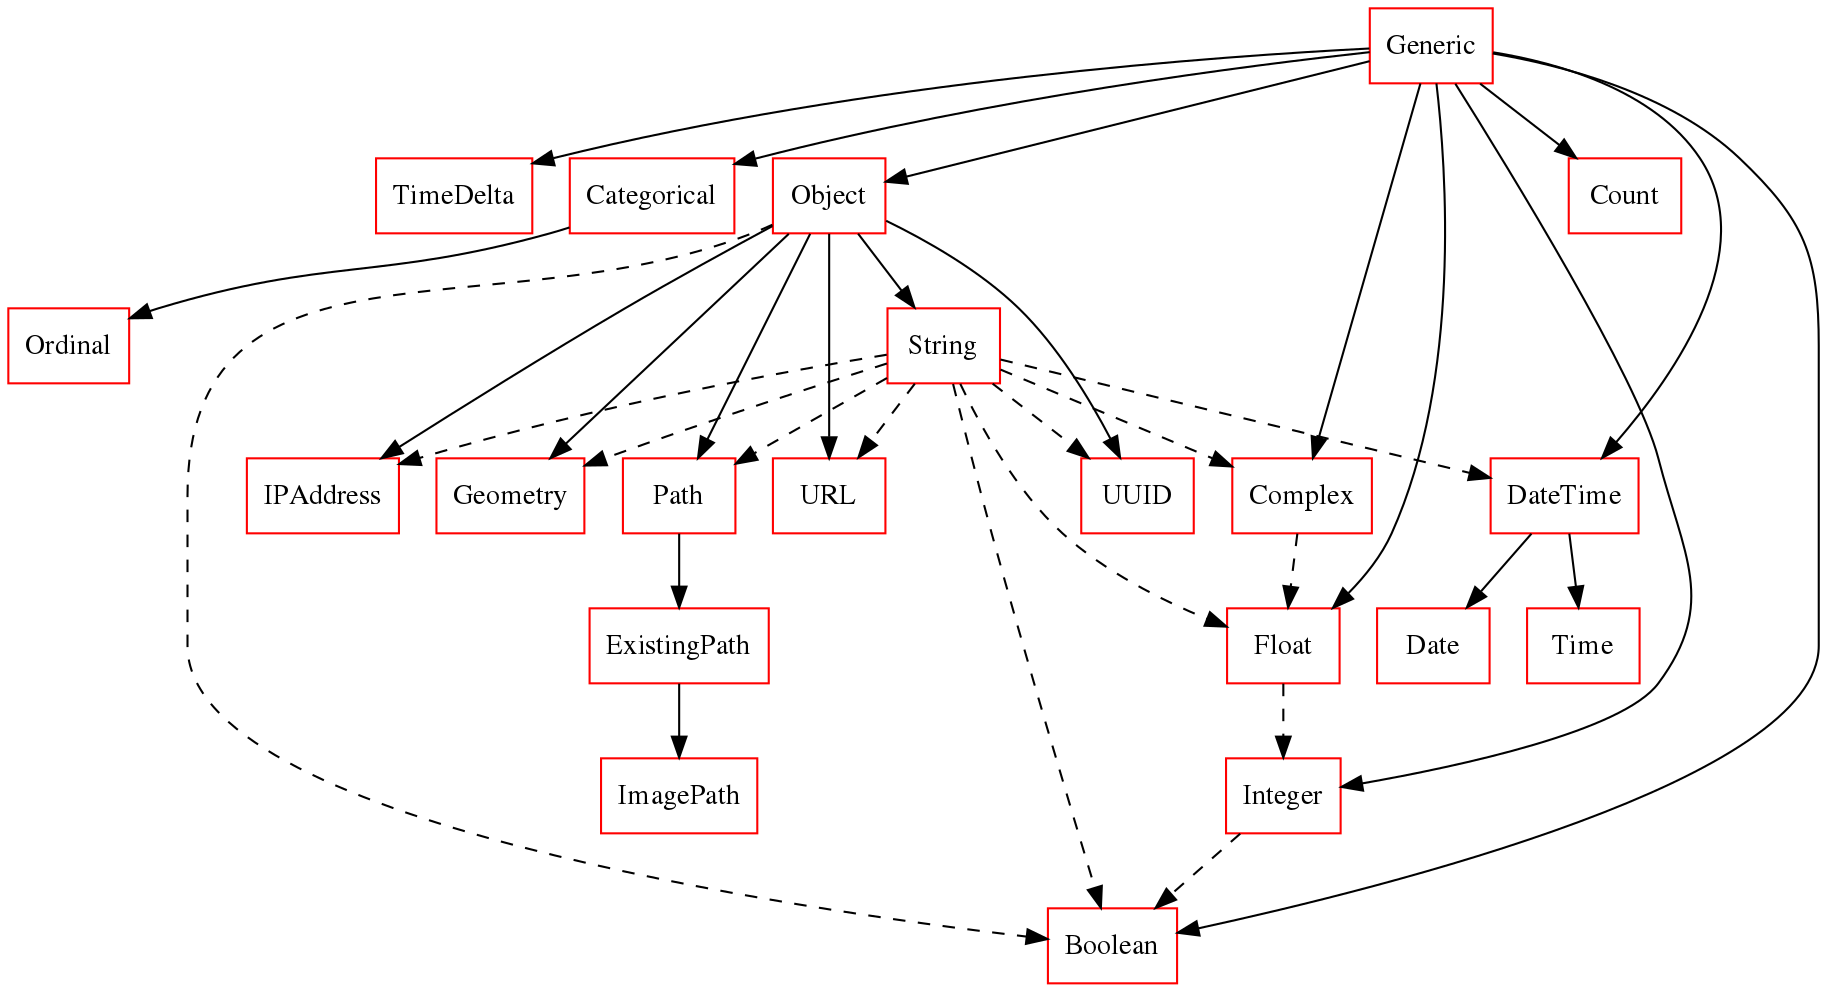 Generic
TimeDelta
Categorical
Object
Count
Ordinal
String
IPAddress
Geometry
Path
URL
UUID
Complex
DateTime
ExistingPath
Float
Date
Time
ImagePath
Integer
Boolean